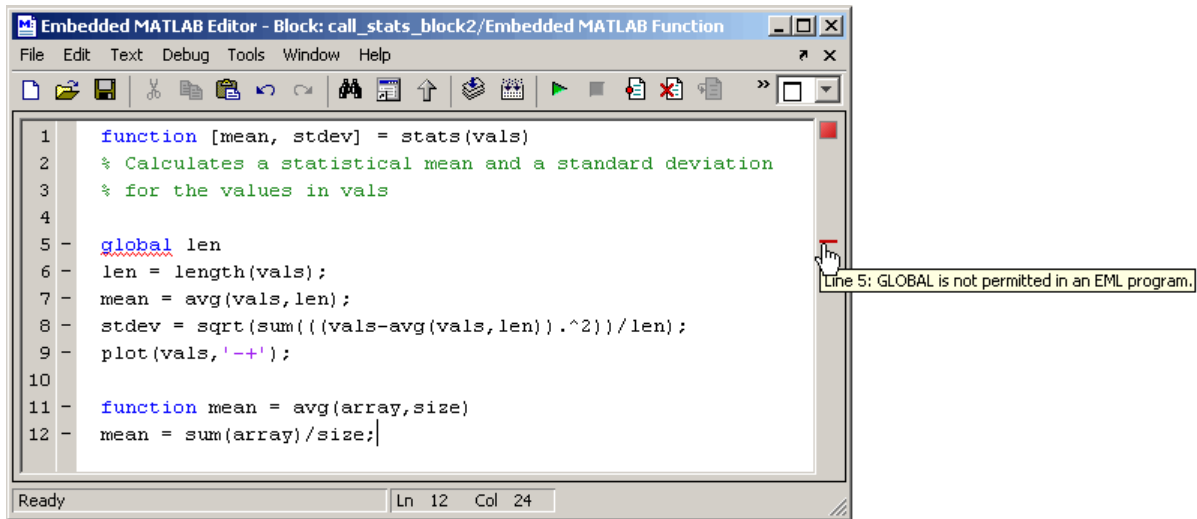 Embedded MATLAB Editor - Block: call_stats_block2/Embedded MATLAB Function
File Edit Text Debug Tools Window Help
1 function [mean, stdev] = stats(vals)
2 % Calculates a statistical mean and a standard deviation
3 % for the values in vals
4
5 - global len
6 - len = length(vals);
7 - mean = avg(vals,len);
8 - stdev = sqrt(sum(((vals-avg(vals,len)).^2))/len);
9 - plot(vals,'-+');
10
11 - function mean = avg(array,size)
12 - mean = sum(array)/size;
Line 5: GLOBAL is not permitted in an EML program.
Ready Ln 12 Col 24